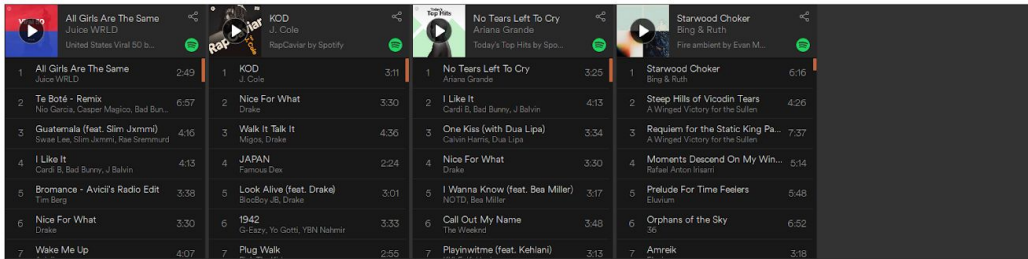 All Girls Are The Same
Juice WRLD
United States Viral 50 b...
1 All Girls Are The Same 2:49
Juice WRLD
2 Te Boté - Remix 6:57
Nio Garcia, Casper Magico, Bad Bun...
3 Guatemala (feat. Slim Jxmmi) 4:16
Swae Lee, Slim Jxmmi, Rae Sremmurd
4 I Like It 4:13
Cardi B, Bad Bunny, J Balvin
5 Bromance - Avicii's Radio Edit 3:38
Tim Berg
6 Nice For What 3:30
Drake
7 Wake Me Up 4:07
KOD
J. Cole
RapCaviar by Spotify
RapCaviar
J. Cole
1 KOD 3:11
J. Cole
2 Nice For What 3:30
Drake
3 Walk It Talk It 4:36
Migos, Drake
4 JAPAN 2:24
Famous Dex
5 Look Alive (feat. Drake) 3:01
BlocBoy JB, Drake
6 1942 3:33
G-Eazy, Yo Gotti, YBN Nahmir
7 Plug Walk 2:55
Top Hits
No Tears Left To Cry
Ariana Grande
Today's Top Hits by Spo...
1 No Tears Left To Cry 3:25
Ariana Grande
2 I Like It 4:13
Cardi B, Bad Bunny, J Balvin
3 One Kiss (with Dua Lipa) 3:34
Calvin Harris, Dua Lipa
4 Nice For What 3:30
Drake
5 I Wanna Know (feat. Bea Miller) 3:17
NOTD, Bea Miller
6 Call Out My Name 3:48
The Weeknd
7 Playinwitme (feat. Kehlani) 3:13
Starwood Choker
Bing & Ruth
Fire ambient by Evan M...
1 Starwood Choker 6:16
Bing & Ruth
2 Steep Hills of Vicodin Tears 4:26
A Winged Victory for the Sullen
3 Requiem for the Static King Pa... 7:37
A Winged Victory for the Sullen
4 Moments Descend On My Win... 5:14
Rafael Anton Irisarri
5 Prelude For Time Feelers 5:48
Eluvium
6 Orphans of the Sky 6:52
36
7 Amreik 3:18